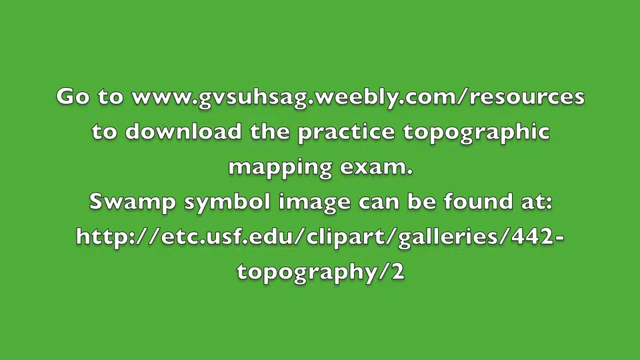 Go to www.gvsuhsag.weebly.com/resources
to download the practice topographic
mapping exam.
Swamp symbol image can be found at:
http://etc.usf.edu/clipart/galleries/442-
topography/2